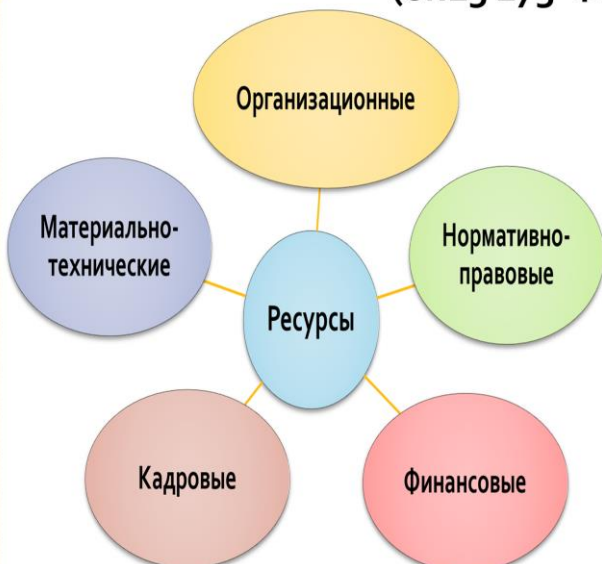 Организационные
Материально-
технические
Нормативно-
правовые
Ресурсы
Кадровые
Финансовые